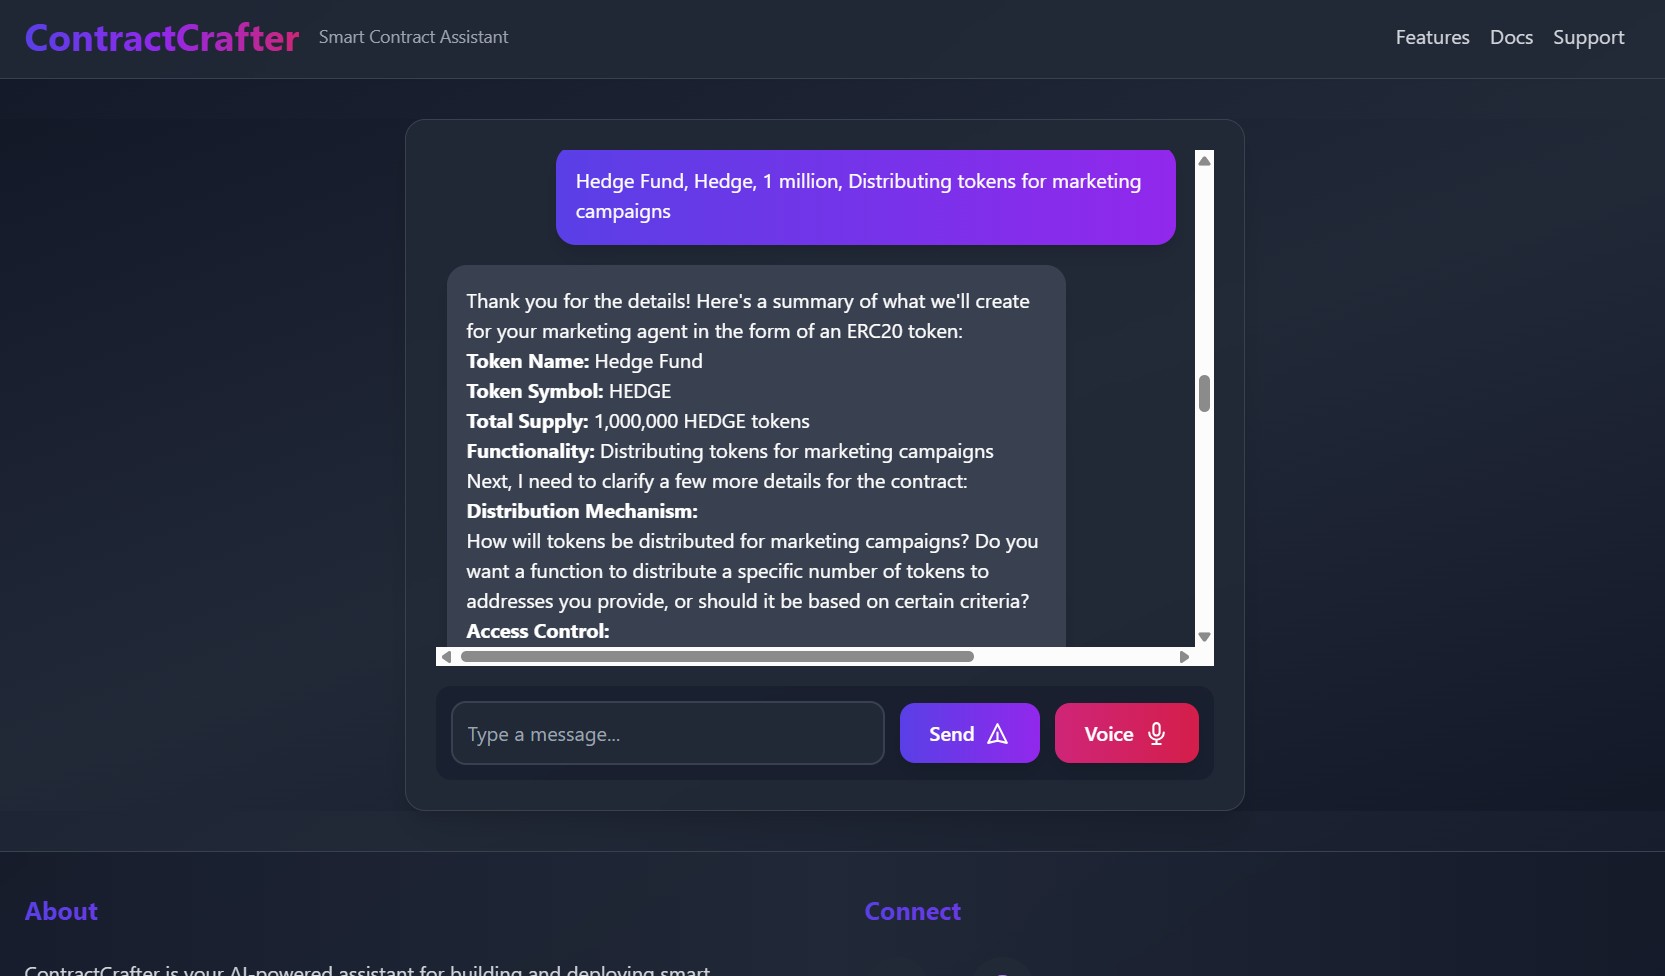 ContractCrafter Smart Contract Assistant Features Docs Support
Hedge Fund, Hedge, 1 million, Distributing tokens for marketing
campaigns
Thank you for the details! Here's a summary of what we'll create
for your marketing agent in the form of an ERC20 token:
Token Name: Hedge Fund
Token Symbol: HEDGE
Total Supply: 1,000,000 HEDGE tokens
Functionality: Distributing tokens for marketing campaigns
Next, I need to clarify a few more details for the contract:
Distribution Mechanism:
How will tokens be distributed for marketing campaigns? Do you
want a function to distribute a specific number of tokens to
addresses you provide, or should it be based on certain criteria?
Access Control:
Type a message... Send Voice
About Connect
ContractCrafter is your AI-powered assistant for building and deploying smart